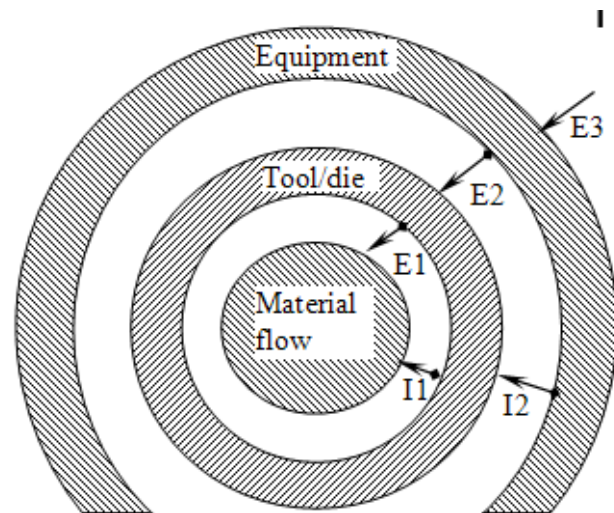 Equipment
E3
Tool/die
E2
E1
Material
flow
I1
I2